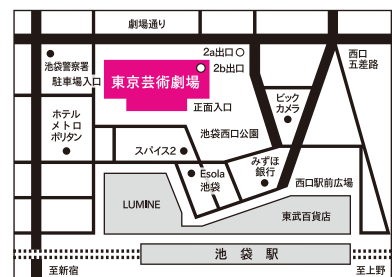 劇場通り
2a出口
2b出口
西口
五差路
池袋警察署
駐車場入口
東京芸術劇場
正面入口
ビック
カメラ
ホテル
メトロ
ポリタン
池袋西口公園
スパイス2
みずほ
銀行
Esola
池袋
西口駅前広場
LUMINE
東武百貨店
池袋駅
至新宿
至上野